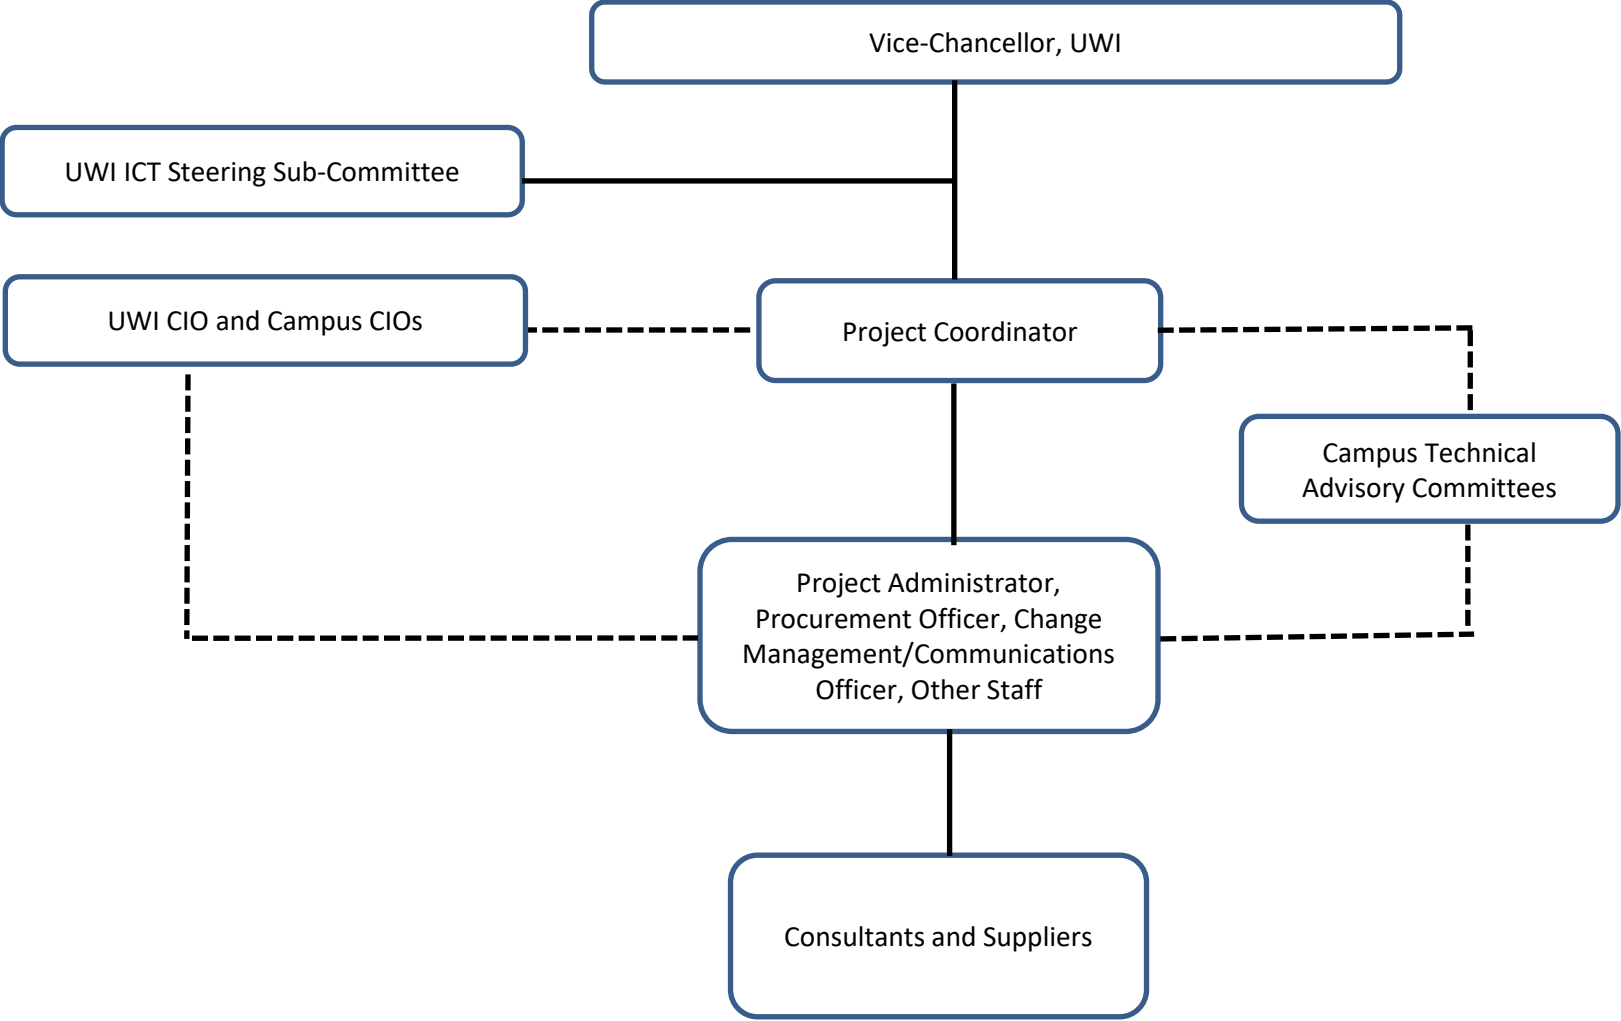 Vice-Chancellor, UWI
UWI ICT Steering Sub-Committee
UWI CIO and Campus CIOs
Project Coordinator
Campus Technical
Advisory Committees
Project Administrator,
Procurement Officer, Change
Management/Communications
Officer, Other Staff
Consultants and Suppliers